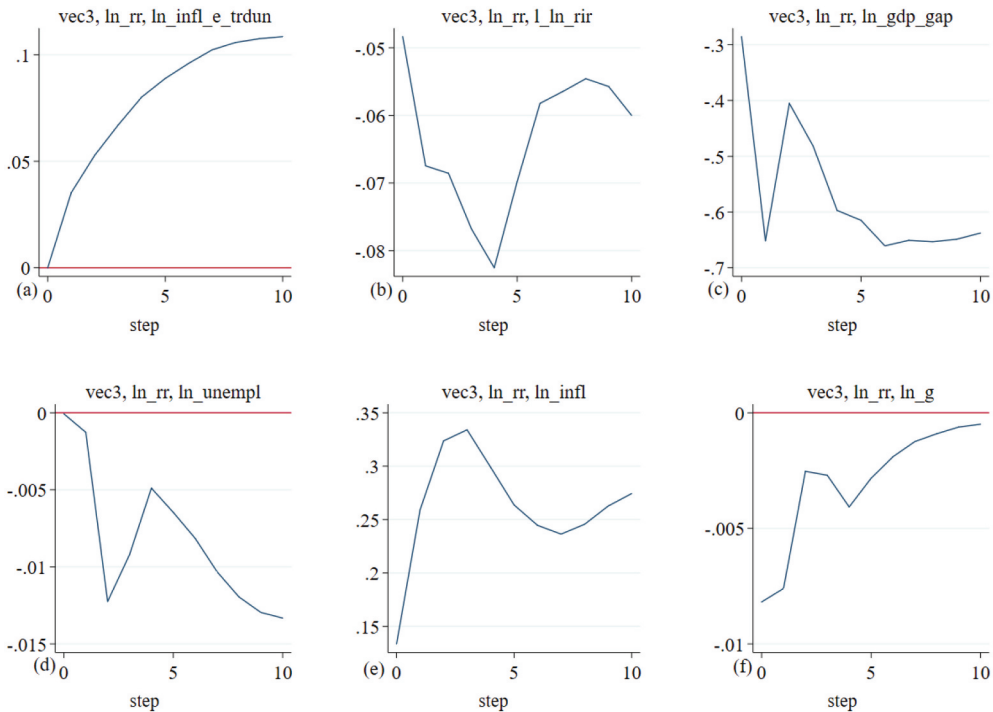 vec3, ln_rr, ln_infl_e_trdun
.1
.05
0
(a) 0 5 10
step
vec3, ln_rr, l_ln_rir
-.05
-.06
-.07
-.08
(b) 0 5 10
step
vec3, ln_rr, ln_gdp_gap
-.3
-.4
-.5
-.6
-.7
(c) 0 5 10
step
vec3, ln_rr, ln_unempl
0
-.005
-.01
-.015
(d) 0 5 10
step
vec3, ln_rr, ln_infl
.35
.3
.25
.2
.15
(e) 0 5 10
step
vec3, ln_rr, ln_g
0
-.005
-.01
(f) 0 5 10
step